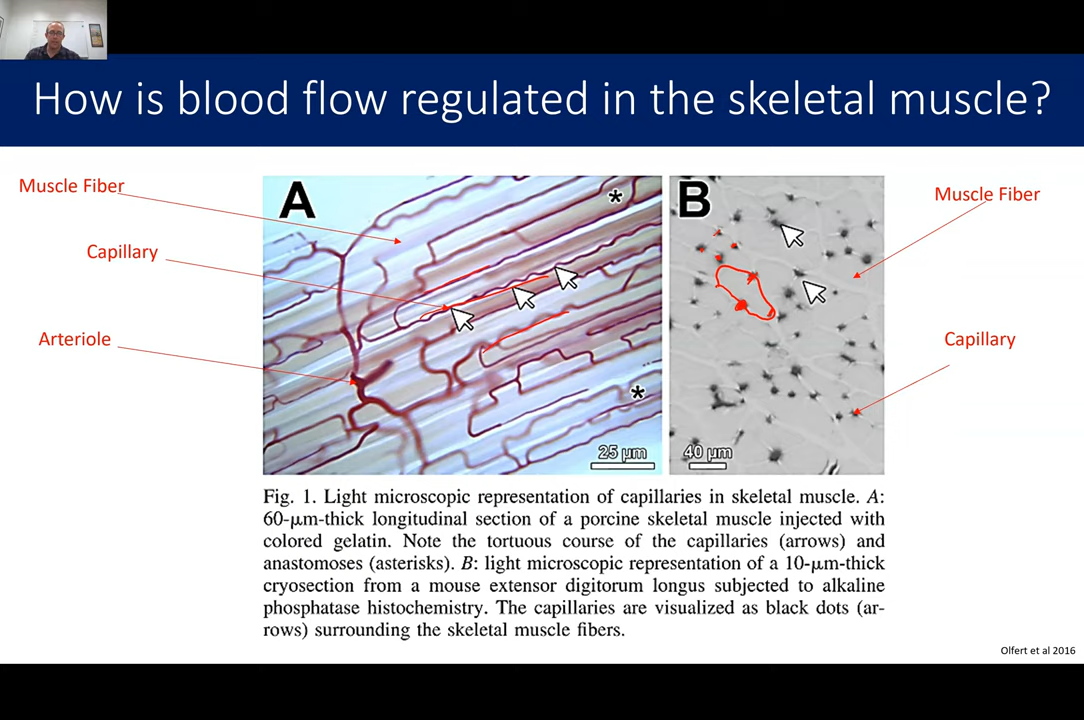 How is blood flow regulated in the skeletal muscle?
Muscle Fiber
Capillary
Arteriole
A
*
*
25 μm
B
40 μm
Muscle Fiber
Capillary
Fig. 1. Light microscopic representation of capillaries in skeletal muscle. A:
60-μm-thick longitudinal section of a porcine skeletal muscle injected with
colored gelatin. Note the tortuous course of the capillaries (arrows) and
anastomoses (asterisks). B: light microscopic representation of a 10-μm-thick
cryosection from a mouse extensor digitorum longus subjected to alkaline
phosphatase histochemistry. The capillaries are visualized as black dots (ar-
rows) surrounding the skeletal muscle fibers.
Olfert et al 2016